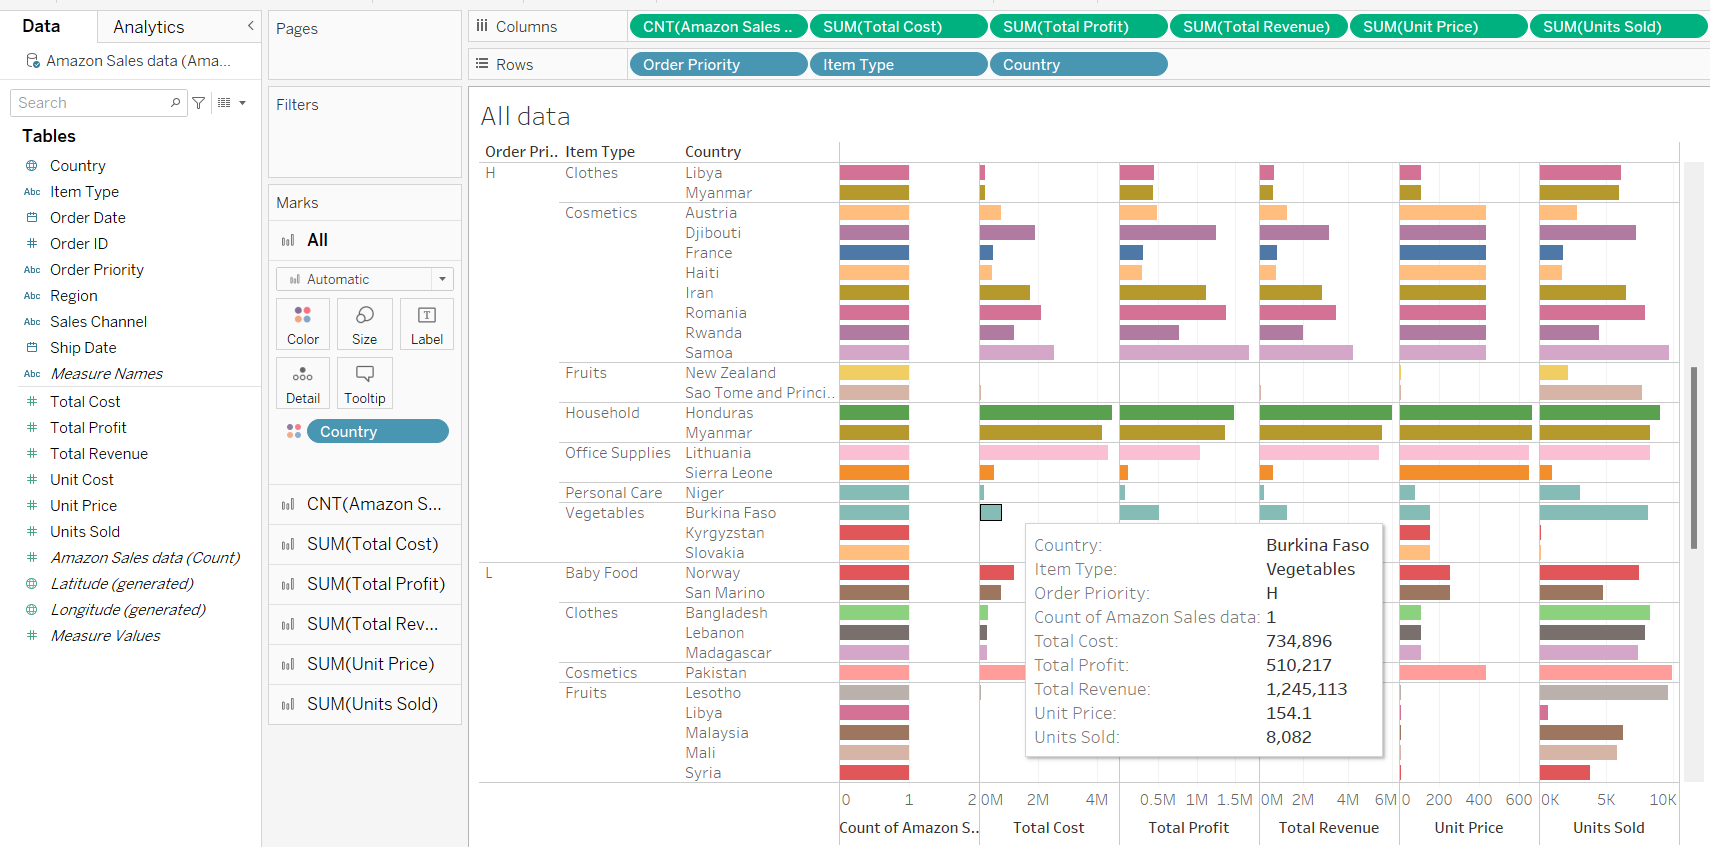 Data
Analytics
Amazon Sales data (Ama...
Search
Tables
Country
Abc Item Type
Order Date
# Order ID
Abc Order Priority
Abc Region
Abc Sales Channel
Ship Date
Abc Measure Names
# Total Cost
# Total Profit
# Total Revenue
# Unit Cost
# Unit Price
# Units Sold
# Amazon Sales data (Count)
Latitude (generated)
Longitude (generated)
# Measure Values
Pages
Filters
Marks
All
Automatic
Color Size Label
Detail Tooltip
Country
CNT(Amazon S...
SUM(Total Cost)
SUM(Total Profit)
SUM(Total Rev...
SUM(Unit Price)
SUM(Units Sold)
Columns CNT(Amazon Sales .. SUM(Total Cost) SUM(Total Profit) SUM(Total Revenue) SUM(Unit Price) SUM(Units Sold)
Rows Order Priority Item Type Country
All data
Order Pri.. Item Type Country
H Clothes Libya
Myanmar
Cosmetics Austria
Djibouti
France
Haiti
Iran
Romania
Rwanda
Samoa
Fruits New Zealand
Sao Tome and Princi..
Household Honduras
Myanmar
Office Supplies Lithuania
Sierra Leone
Personal Care Niger
Vegetables Burkina Faso
Kyrgyzstan
Slovakia
L Baby Food Norway
San Marino
Clothes Bangladesh
Lebanon
Madagascar
Cosmetics Pakistan
Fruits Lesotho
Libya
Malaysia
Mali
Syria
Country: Burkina Faso
Item Type: Vegetables
Order Priority: H
Count of Amazon Sales data: 1
Total Cost: 734,896
Total Profit: 510,217
Total Revenue: 1,245,113
Unit Price: 154.1
Units Sold: 8,082
0 1 2 0M 2M 4M 0.5M 1M 1.5M 0M 2M 4M 6M 0 200 400 600 0K 5K 10K
Count of Amazon S.. Total Cost Total Profit Total Revenue Unit Price Units Sold